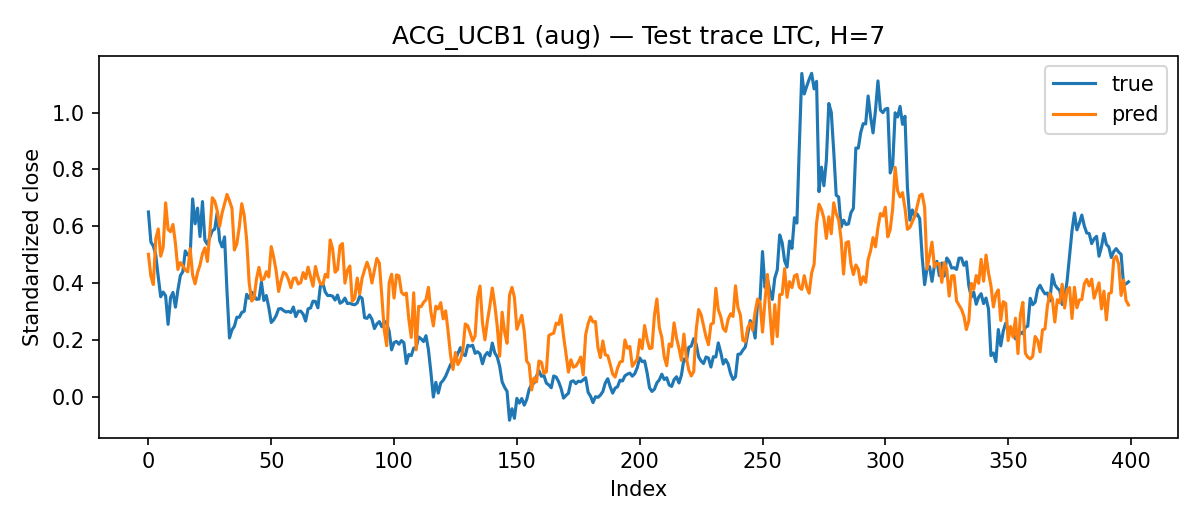 ACG_UCB1 (aug) — Test trace LTC, H=7
true
pred
Standardized close
1.0
0.8
0.6
0.4
0.2
0.0
0 50 100 150 200 250 300 350 400
Index